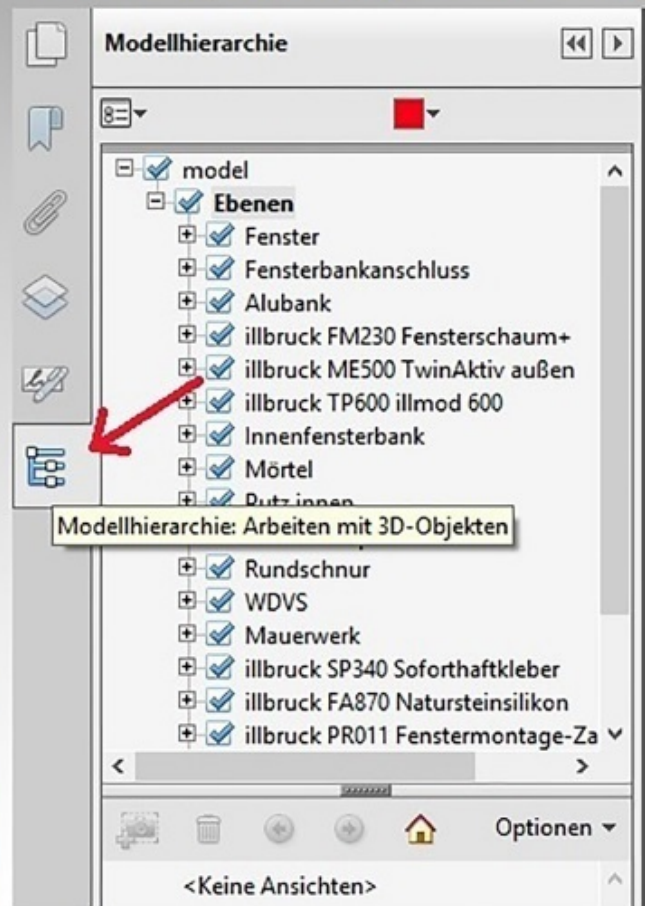 Modellhierarchie
model
Ebenen
Fenster
Fensterbankanschluss
Alubank
illbruck FM230 Fensterschaum+
illbruck ME500 TwinAktiv außen
illbruck TP600 illmod 600
Innenfensterbank
Mörtel
Putz innen
Modellhierarchie: Arbeiten mit 3D-Objekten
Rundschnur
WDVS
Mauerwerk
illbruck SP340 Soforthaftkleber
illbruck FA870 Natursteinsilikon
illbruck PR011 Fenstermontage-Za
Optionen
<Keine Ansichten>